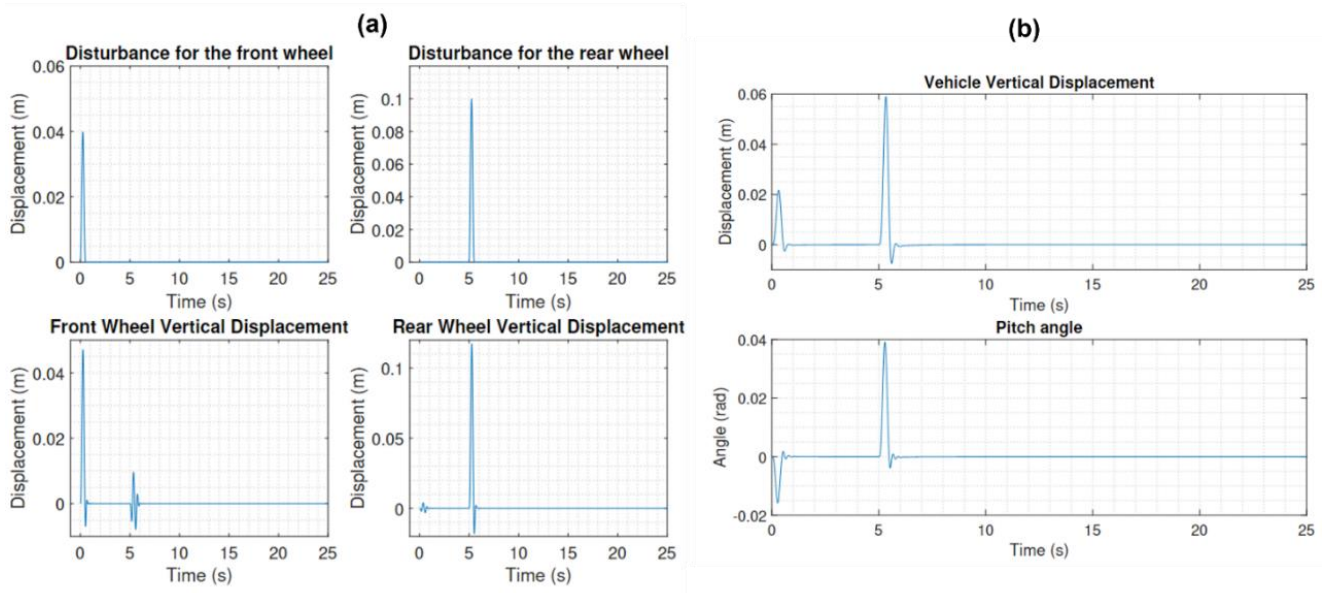 (a)
Disturbance for the front wheel
0.06
0.04
0.02
0
Displacement (m)
0 5 10 15 20 25
Time (s)
Disturbance for the rear wheel
0.1
0.08
0.06
0.04
0.02
0
Displacement (m)
0 5 10 15 20 25
Time (s)
Front Wheel Vertical Displacement
0.04
0.02
0
Displacement (m)
0 5 10 15 20 25
Time (s)
Rear Wheel Vertical Displacement
0.1
0.05
0
Displacement (m)
0 5 10 15 20 25
Time (s)
(b)
Vehicle Vertical Displacement
0.06
0.04
0.02
0
Displacement (m)
0 5 10 15 20 25
Time (s)
Pitch angle
0.04
0.02
0
-0.02
Angle (rad)
0 5 10 15 20 25
Time (s)